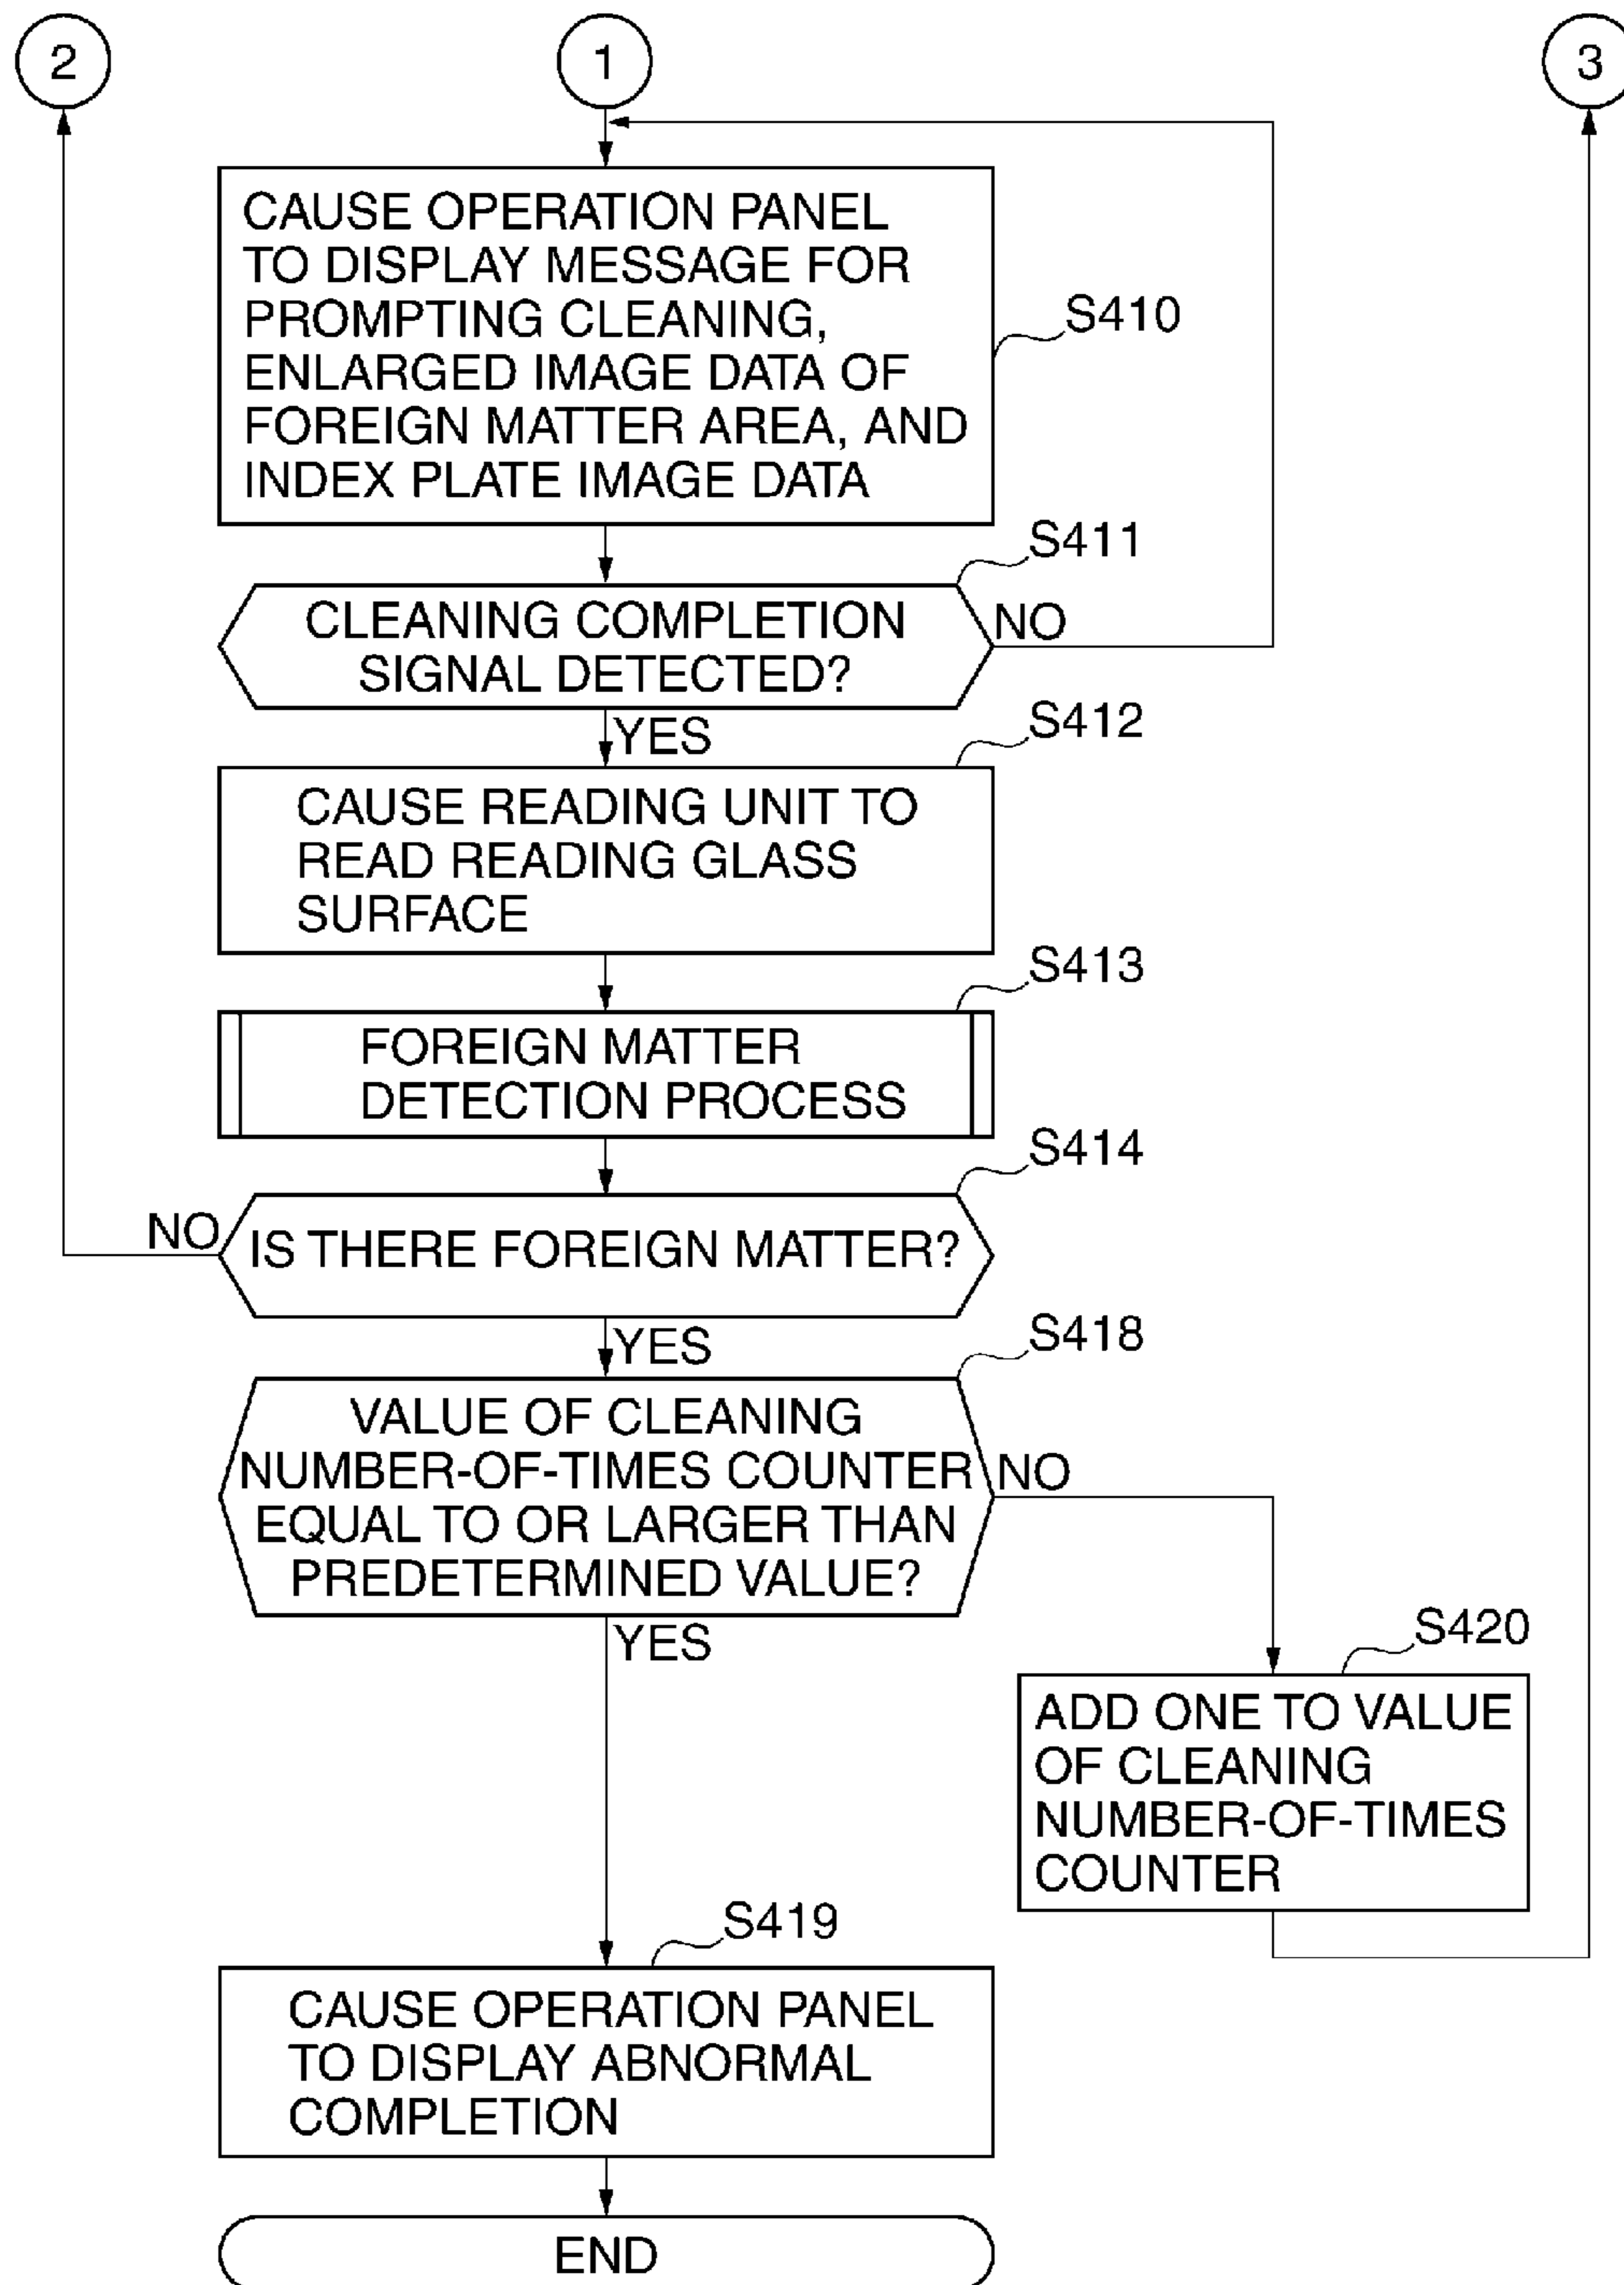 2
1
3
CAUSE OPERATION PANEL
TO DISPLAY MESSAGE FOR
PROMPTING CLEANING,
ENLARGED IMAGE DATA OF
FOREIGN MATTER AREA, AND
INDEX PLATE IMAGE DATA
S410
S411
CLEANING COMPLETION
SIGNAL DETECTED?
NO
YES
S412
CAUSE READING UNIT TO
READ READING GLASS
SURFACE
S413
FOREIGN MATTER
DETECTION PROCESS
S414
NO
IS THERE FOREIGN MATTER?
YES
S418
VALUE OF CLEANING
NUMBER-OF-TIMES COUNTER
EQUAL TO OR LARGER THAN
PREDETERMINED VALUE?
NO
YES
S420
ADD ONE TO VALUE
OF CLEANING
NUMBER-OF-TIMES
COUNTER
S419
CAUSE OPERATION PANEL
TO DISPLAY ABNORMAL
COMPLETION
END